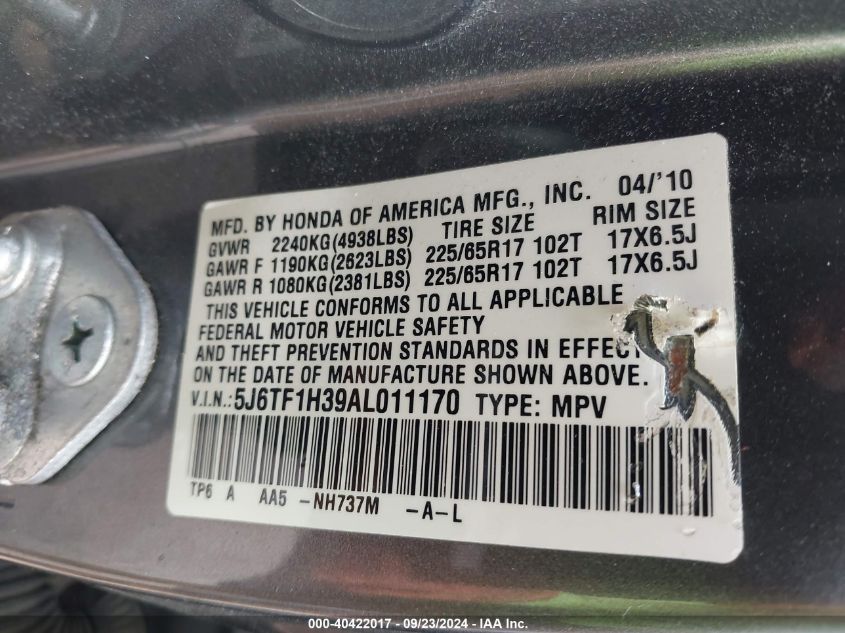 MFD. BY HONDA OF AMERICA MFG., INC. 04/'10
GVWR 2240KG(4938LBS) TIRE SIZE RIM SIZE
GAWR F 1190KG(2623LBS) 225/65R17 102T 17X6.5J
GAWR R 1080KG(2381LBS) 225/65R17 102T 17X6.5J
THIS VEHICLE CONFORMS TO ALL APPLICABLE
FEDERAL MOTOR VEHICLE SAFETY
AND THEFT PREVENTION STANDARDS IN EFFECT
ON THE DATE OF MANUFACTURE SHOWN ABOVE.
V.I.N.: 5J6TF1H39AL011170 TYPE: MPV
TP6 A AA5 -NH737M -A-L
000-40422017 - 09/23/2024 - IAA Inc.